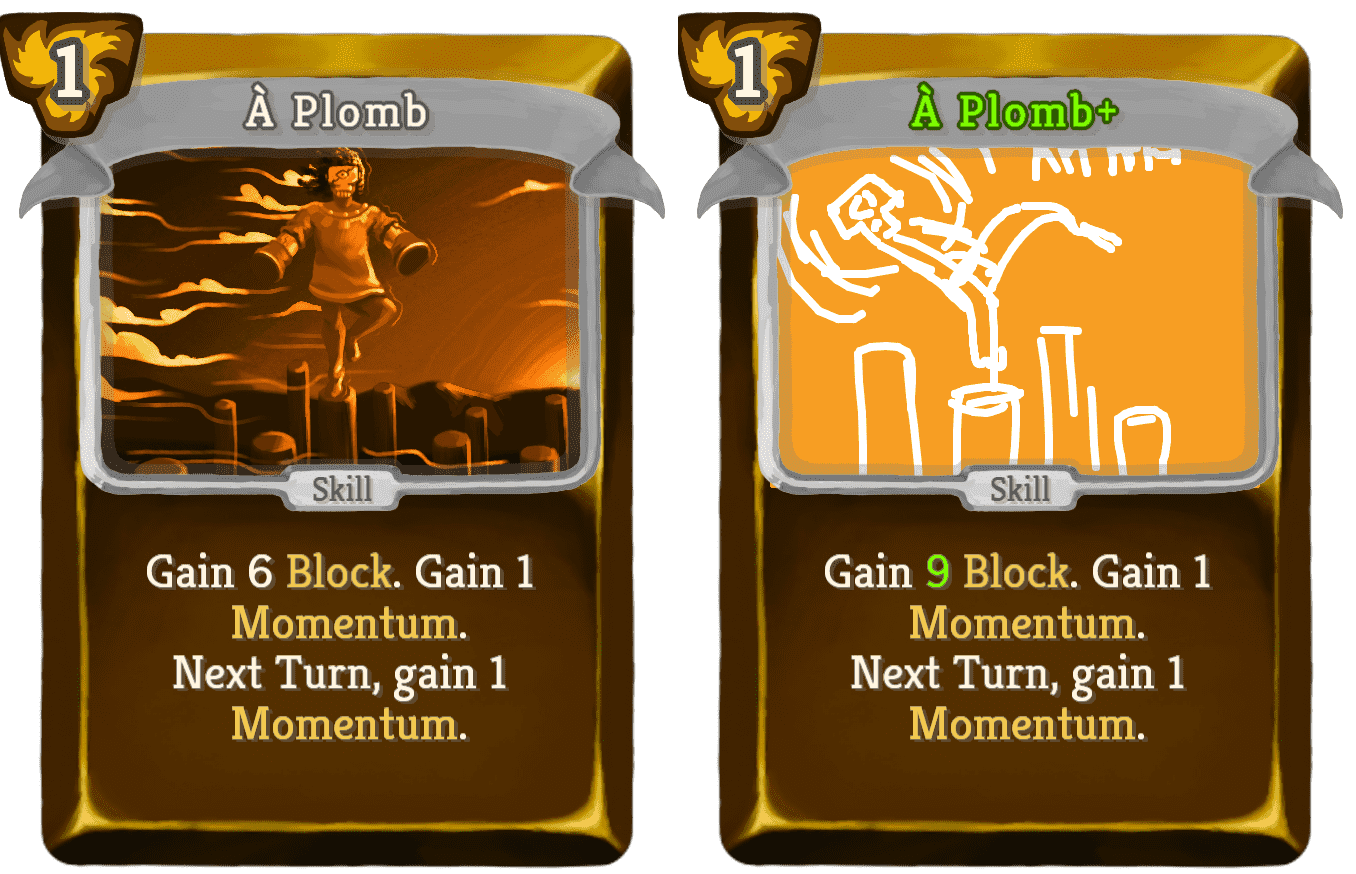 1
À Plomb
Skill
Gain 6 Block. Gain 1
Momentum.
Next Turn, gain 1
Momentum.
1
À Plomb+
Skill
Gain 9 Block. Gain 1
Momentum.
Next Turn, gain 1
Momentum.